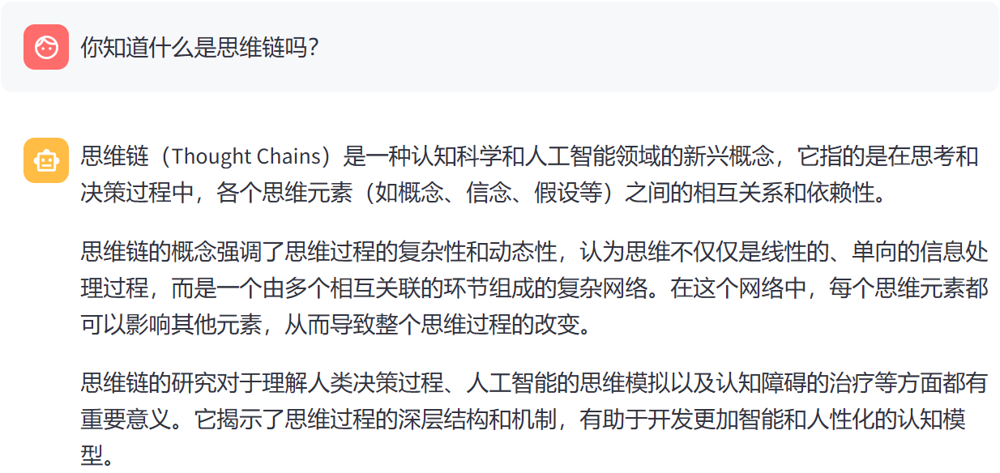 你知道什么是思维链吗?
思维链（Thought Chains）是一种认知科学和人工智能领域的新兴概念，它指的是在思考和
决策过程中，各个思维元素（如概念、信念、假设等）之间的相互关系和依赖性。
思维链的概念强调了思维过程的复杂性和动态性，认为思维不仅仅是线性的、单向的信息处
理过程，而是一个由多个相互关联的环节组成的复杂网络。在这个网络中，每个思维元素都
可以影响其他元素，从而导致整个思维过程的改变。
思维链的研究对于理解人类决策过程、人工智能的思维模拟以及认知障碍的治疗等方面都有
重要意义。它揭示了思维过程的深层结构和机制，有助于开发更加智能和人性化的认知模
型。